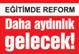 EĞİTİMDE REFORM
Daha aydınlık
gelecek!